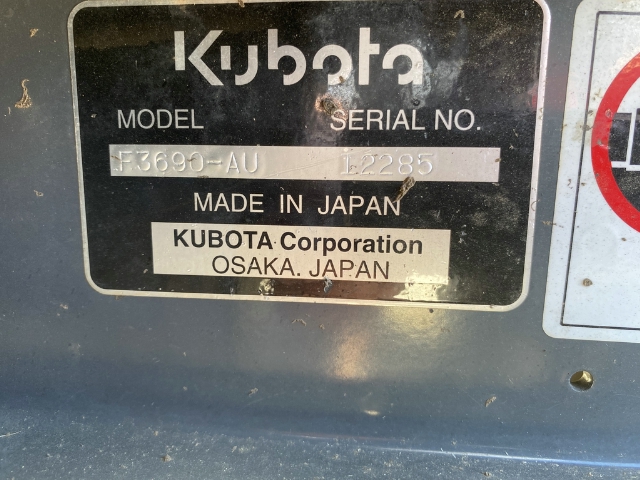 Kubota
MODEL SERIAL NO.
F3690-AU 12285
MADE IN JAPAN
KUBOTA Corporation
OSAKA. JAPAN